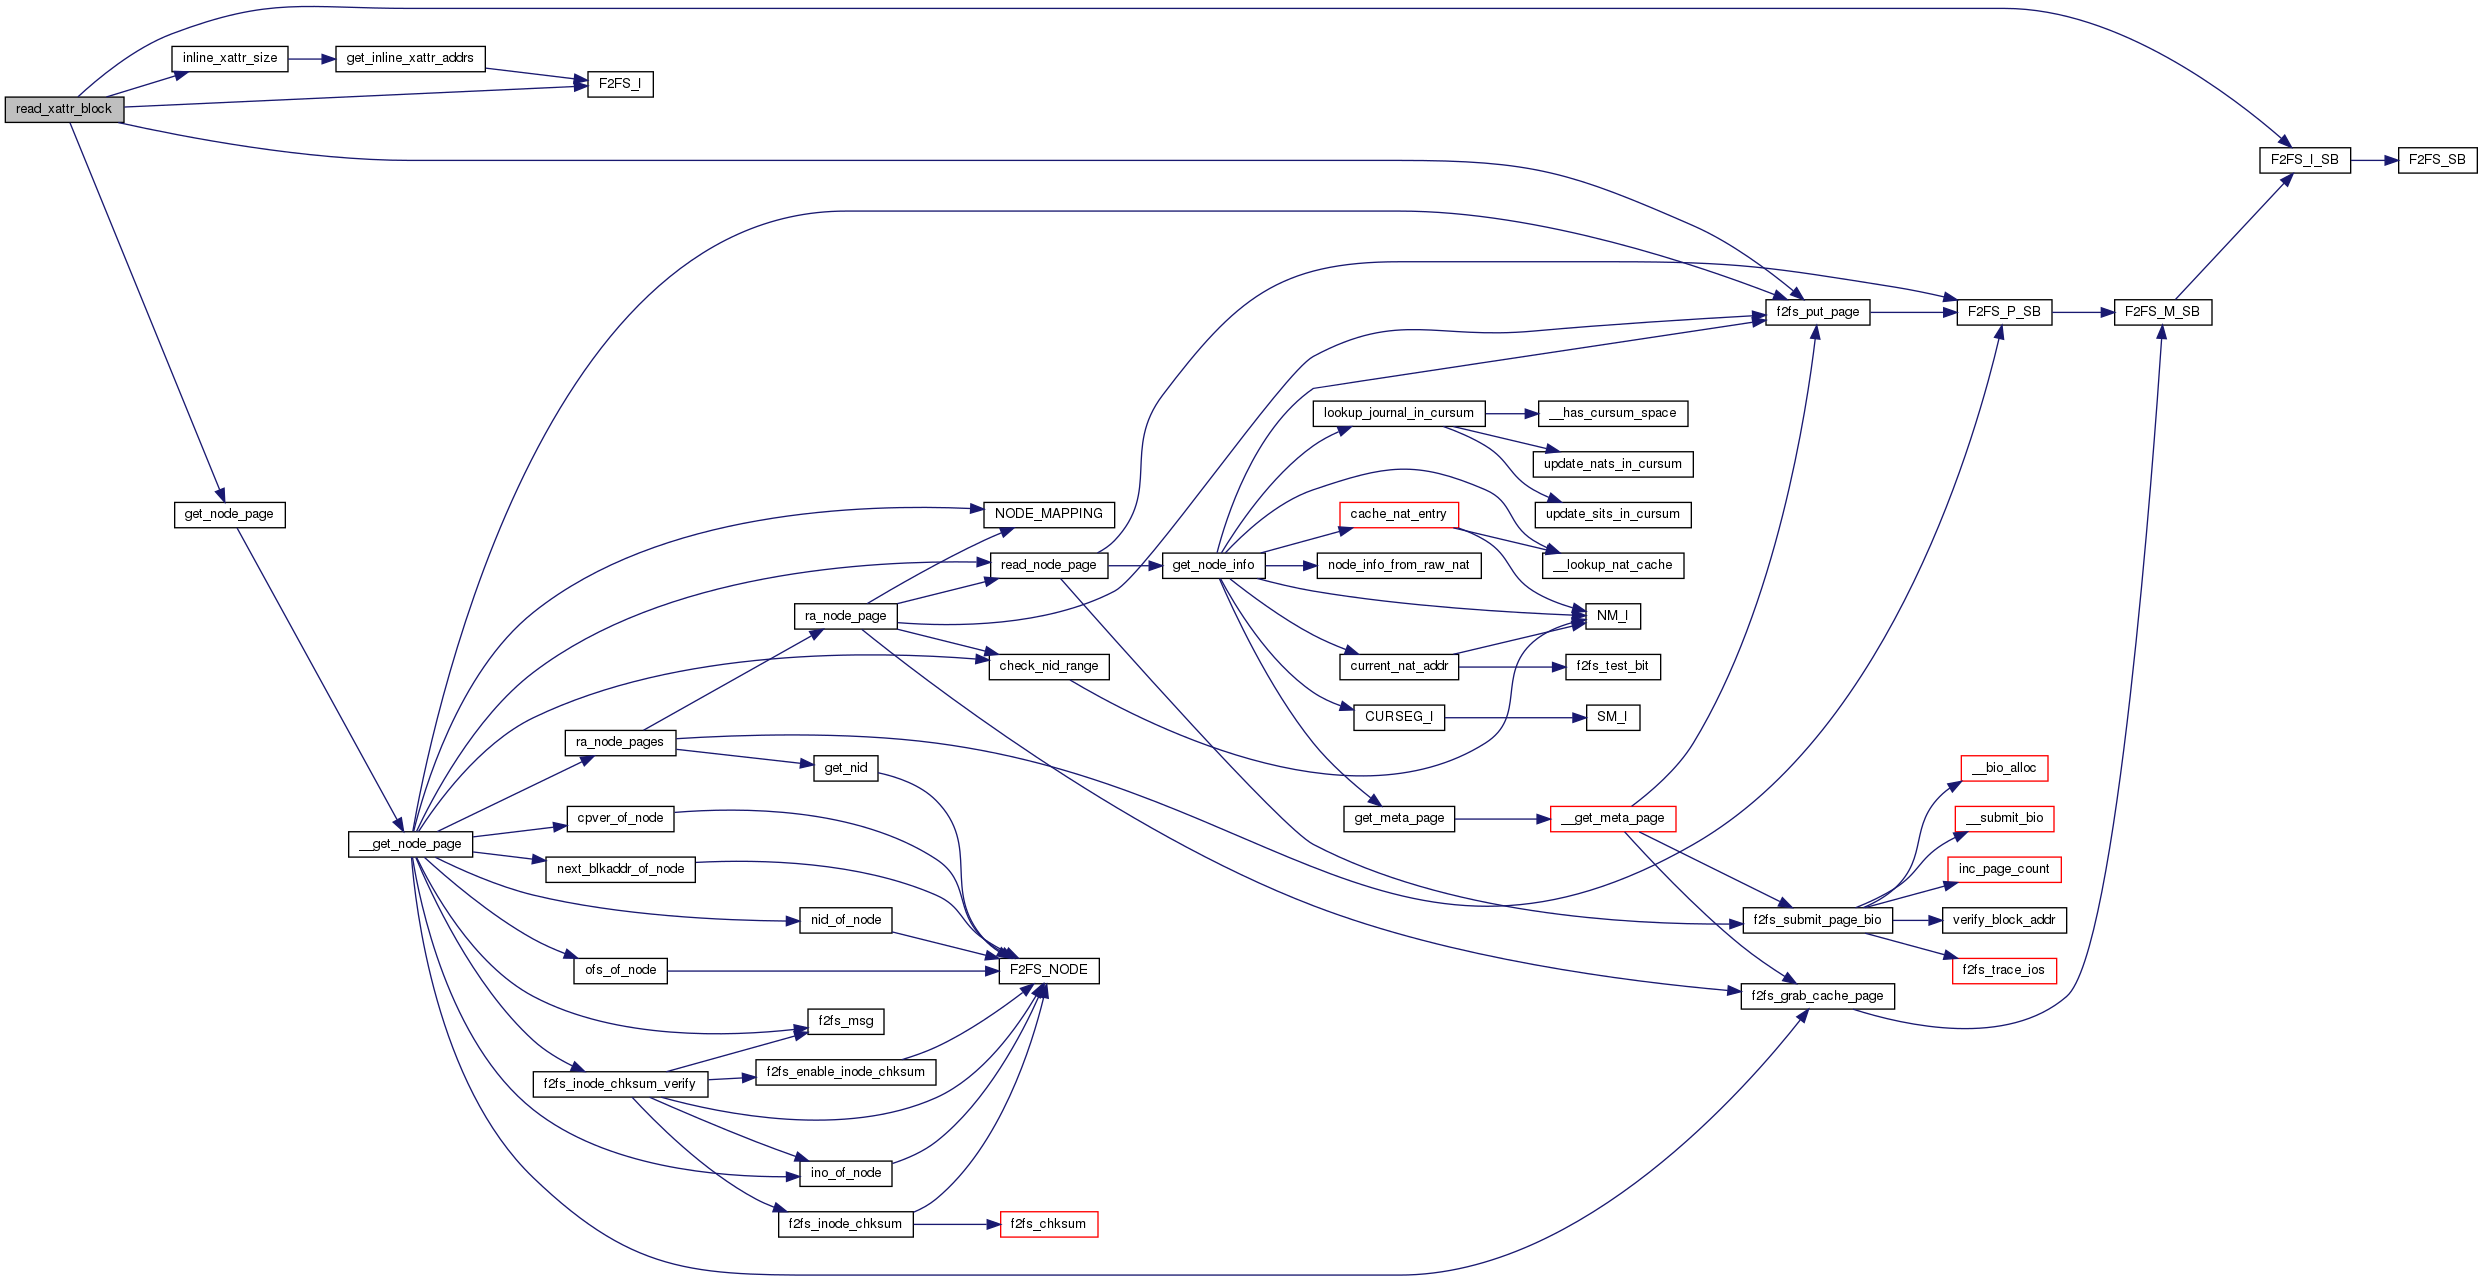 read_xattr_block
inline_xattr_size
get_inline_xattr_addrs
F2FS_I
F2FS_I_SB
F2FS_SB
f2fs_put_page
F2FS_P_SB
F2FS_M_SB
lookup_journal_in_cursum
__has_cursum_space
update_nats_in_cursum
get_node_page
NODE_MAPPING
cache_nat_entry
update_sits_in_cursum
read_node_page
get_node_info
node_info_from_raw_nat
__lookup_nat_cache
ra_node_page
NM_I
check_nid_range
current_nat_addr
f2fs_test_bit
CURSEG_I
SM_I
ra_node_pages
get_nid
__bio_alloc
cpver_of_node
get_meta_page
__get_meta_page
__submit_bio
__get_node_page
next_blkaddr_of_node
inc_page_count
nid_of_node
f2fs_submit_page_bio
verify_block_addr
ofs_of_node
F2FS_NODE
f2fs_trace_ios
f2fs_grab_cache_page
f2fs_msg
f2fs_inode_chksum_verify
f2fs_enable_inode_chksum
ino_of_node
f2fs_inode_chksum
f2fs_chksum